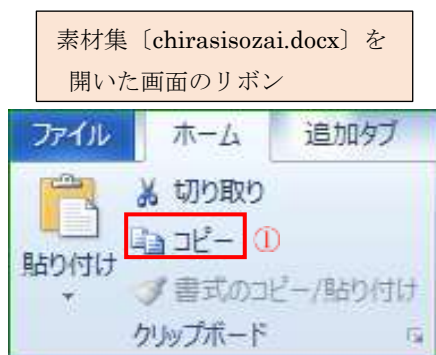 素材集〔chirasisozai.docx〕を
開いた画面のリボン
ファイル ホーム 追加タブ
切り取り
コピー ①
貼り付け
書式のコピー/貼り付け
クリップボード